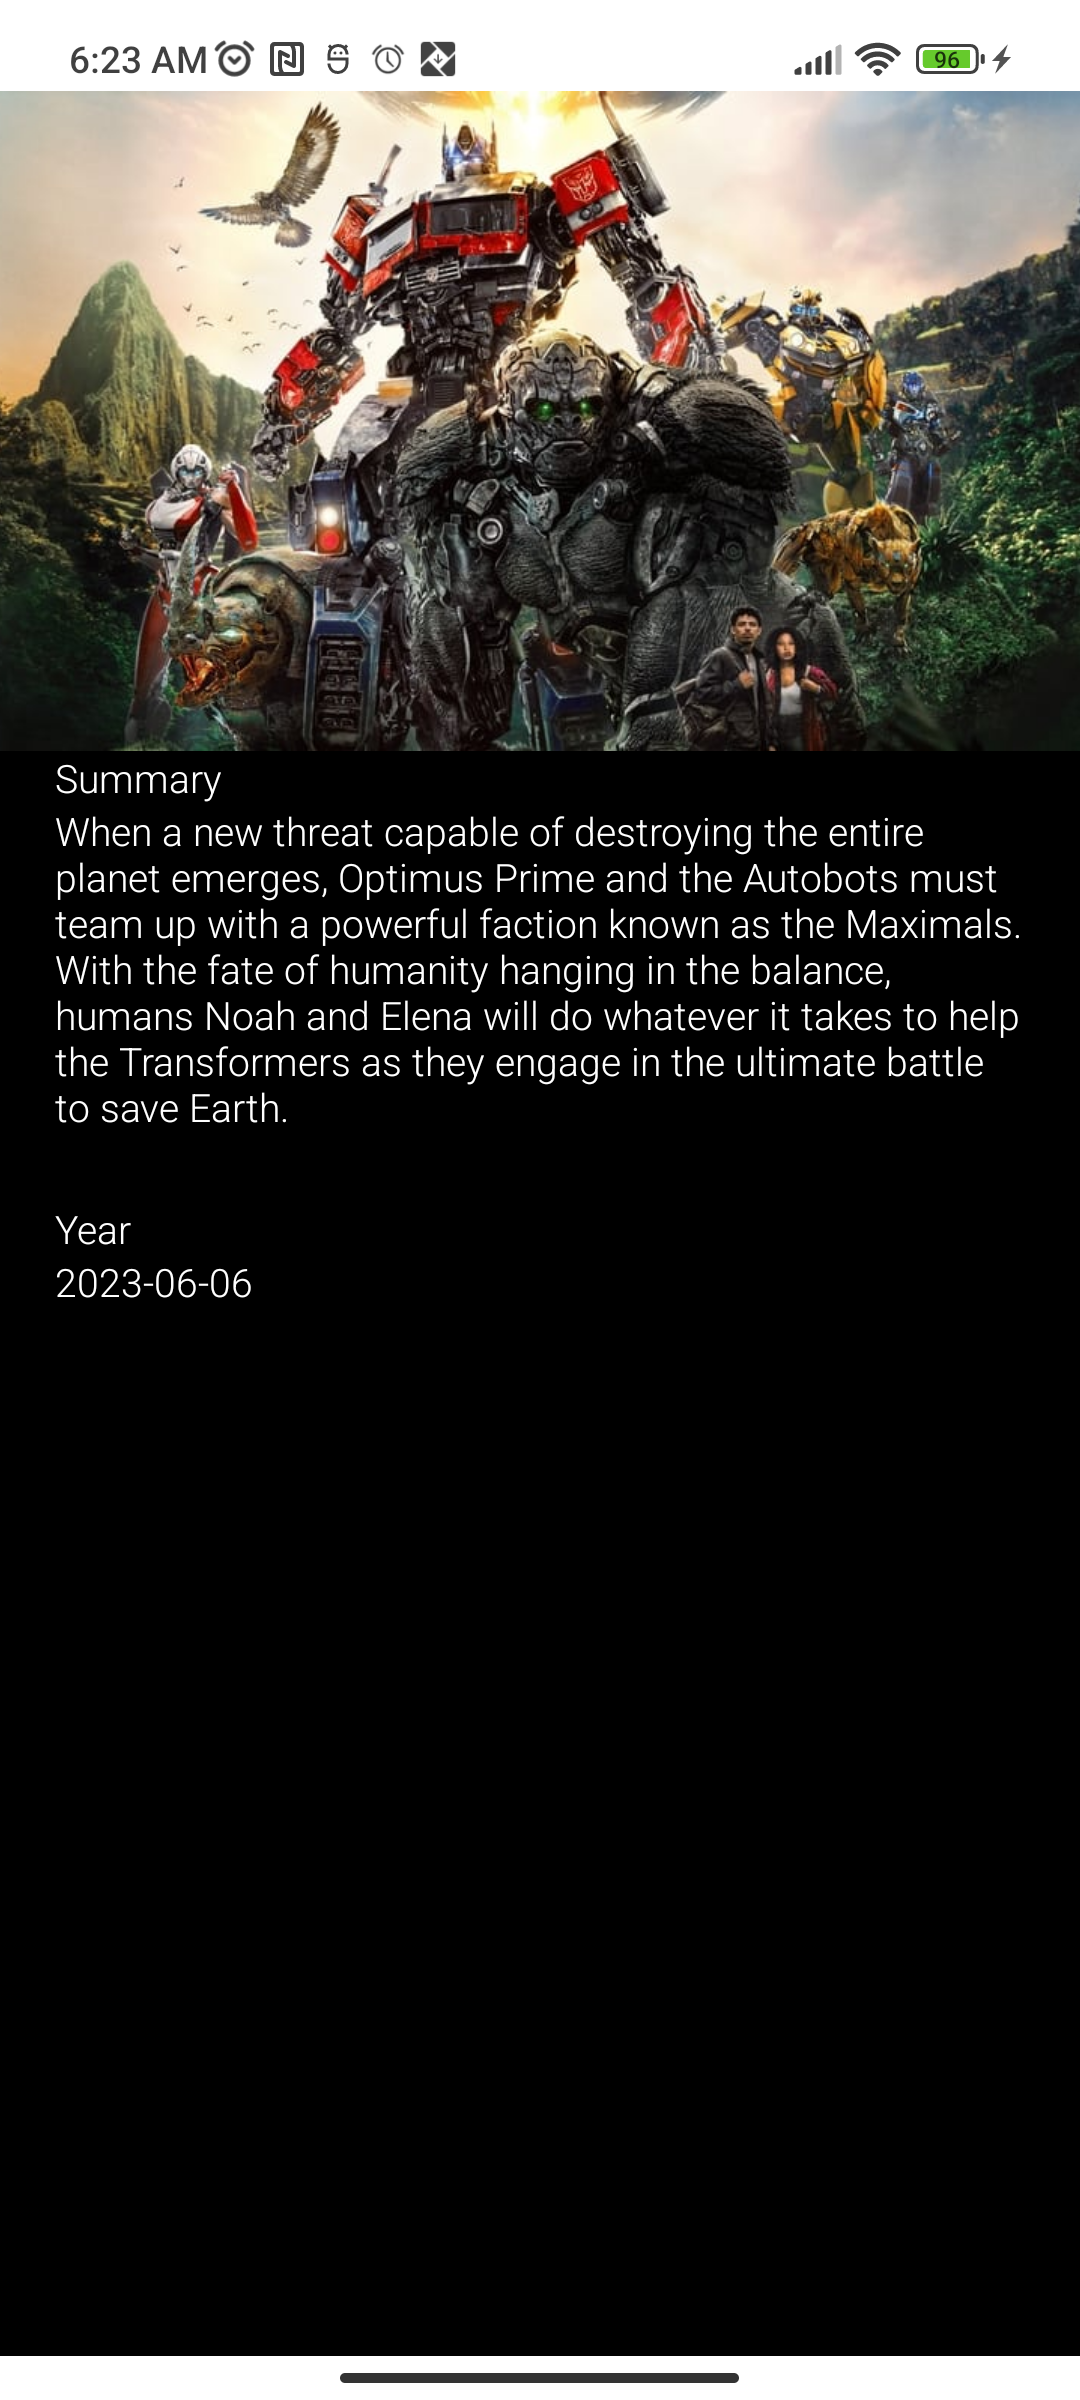 6:23 AM
96
Summary
When a new threat capable of destroying the entire
planet emerges, Optimus Prime and the Autobots must
team up with a powerful faction known as the Maximals.
With the fate of humanity hanging in the balance,
humans Noah and Elena will do whatever it takes to help
the Transformers as they engage in the ultimate battle
to save Earth.
Year
2023-06-06